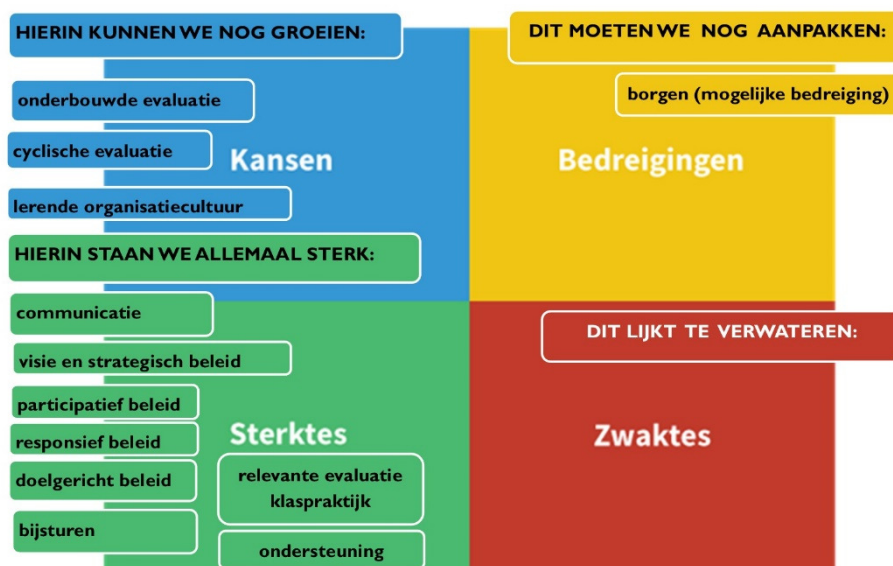 HIERIN KUNNEN WE NOG GROEIEN:
onderbouwde evaluatie
cyclische evaluatie
Kansen
lerende organisatiecultuur
DIT MOETEN WE NOG AANPAKKEN:
borgen (mogelijke bedreiging)
Bedreigingen
HIERIN STAAN WE ALLEMAAL STERK:
communicatie
visie en strategisch beleid
participatief beleid
responsief beleid
Sterktes
doelgericht beleid
relevante evaluatie
klaspraktijk
bijsturen
ondersteuning
DIT LIJKT TE VERWATEREN:
Zwaktes